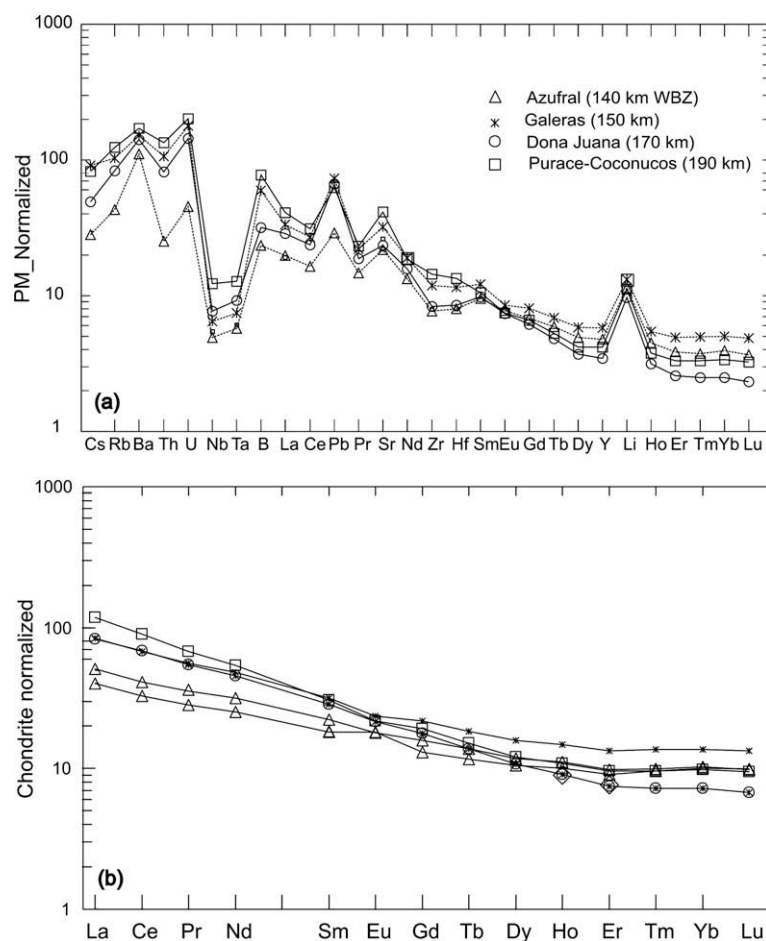 1000
100
10
1
PM_Normalized
Azufral (140 km WBZ)
Galeras (150 km)
Dona Juana (170 km)
Purace-Coconucos (190 km)
(a)
Cs Rb Ba Th U Nb Ta B La Ce Pb Pr Sr Nd Zr Hf Sm Eu Gd Tb Dy Y Li Ho Er Tm Yb Lu
1000
100
10
1
Chondrite normalized
(b)
La Ce Pr Nd Sm Eu Gd Tb Dy Ho Er Tm Yb Lu